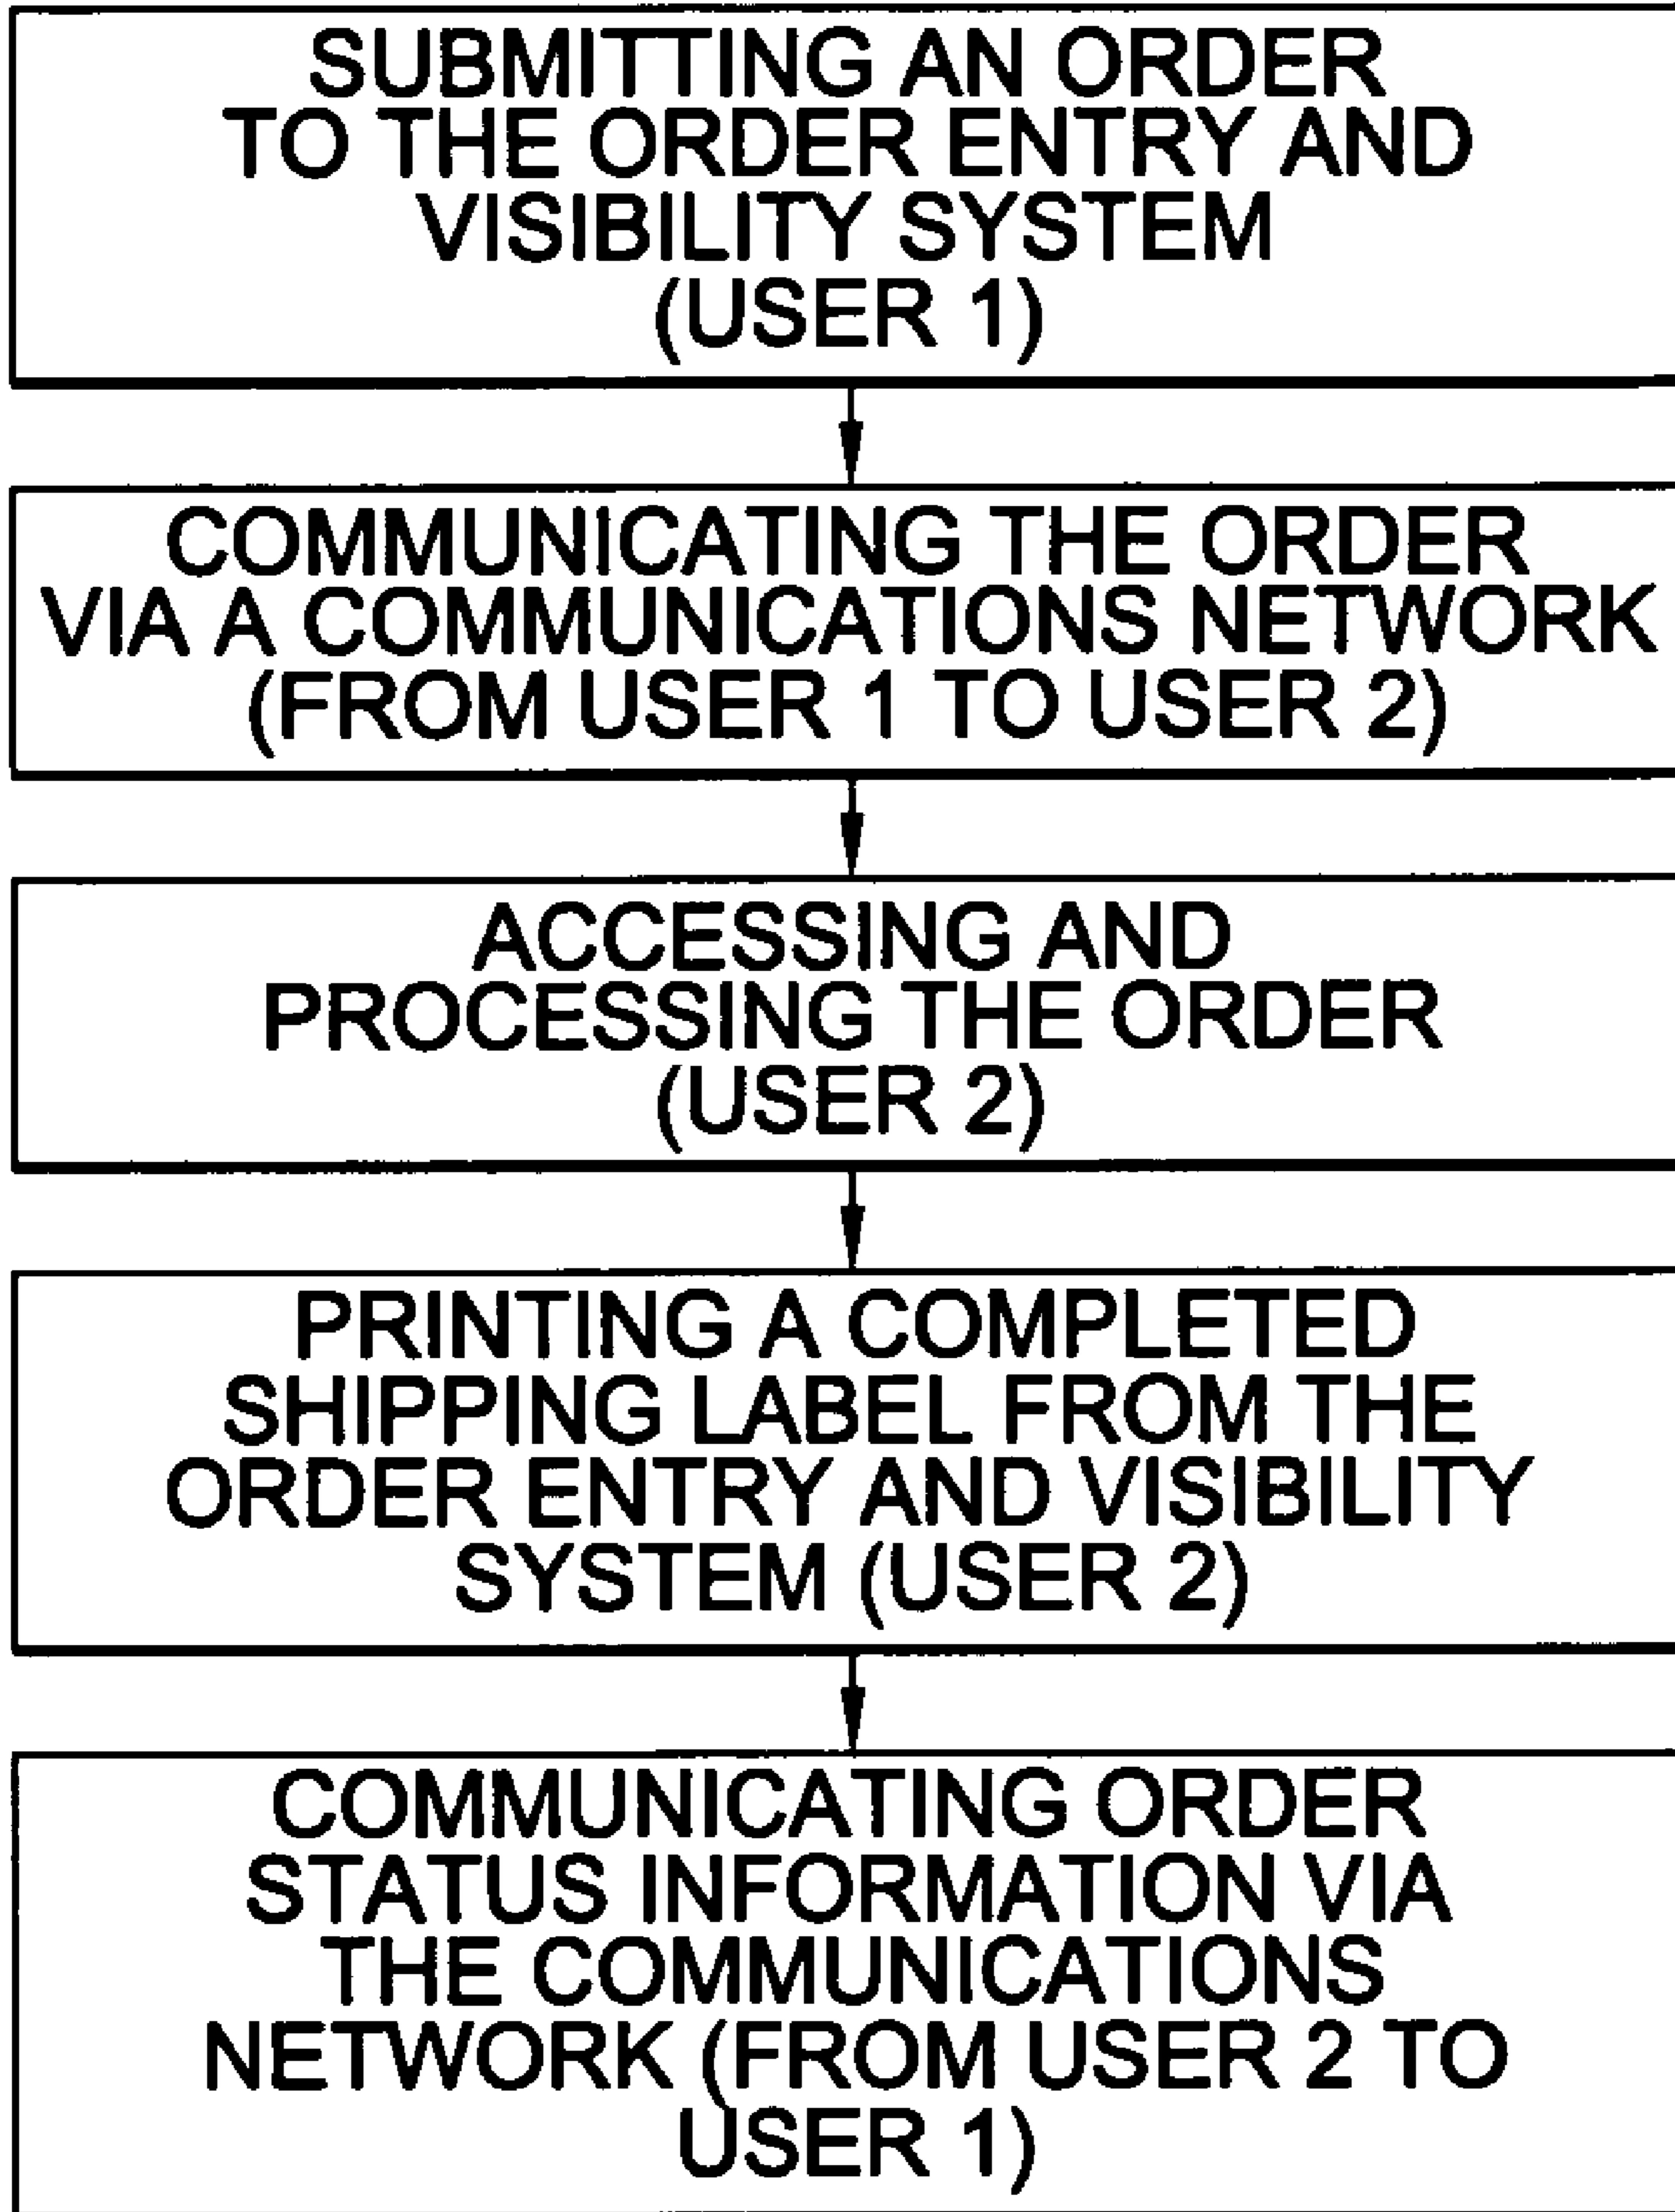 SUBMITTING AN ORDER
TO THE ORDER ENTRY AND
VISIBILITY SYSTEM
(USER 1)
COMMUNICATING THE ORDER
VIA A COMMUNICATIONS NETWORK
(FROM USER 1 TO USER 2)
ACCESSING AND
PROCESSING THE ORDER
(USER 2)
PRINTING A COMPLETED
SHIPPING LABEL FROM THE
ORDER ENTRY AND VISIBILITY
SYSTEM (USER 2)
COMMUNICATING ORDER
STATUS INFORMATION VIA
THE COMMUNICATIONS
NETWORK (FROM USER 2 TO
USER 1)